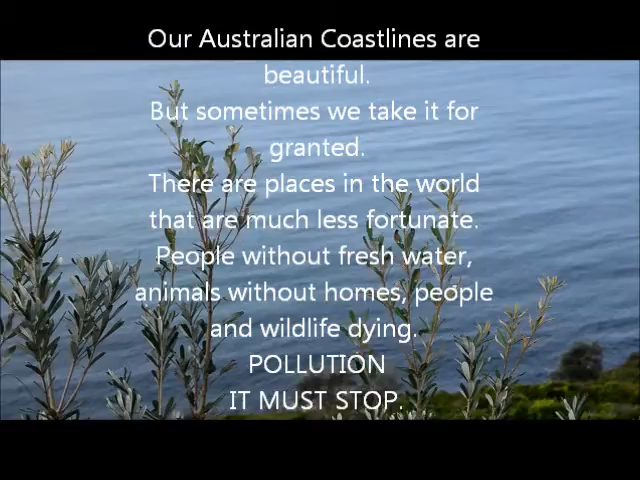 Our Australian Coastlines are
beautiful.
But sometimes we take it for
granted.
There are places in the world
that are much less fortunate.
People without fresh water,
animals without homes, people
and wildlife dying.
POLLUTION
IT MUST STOP.